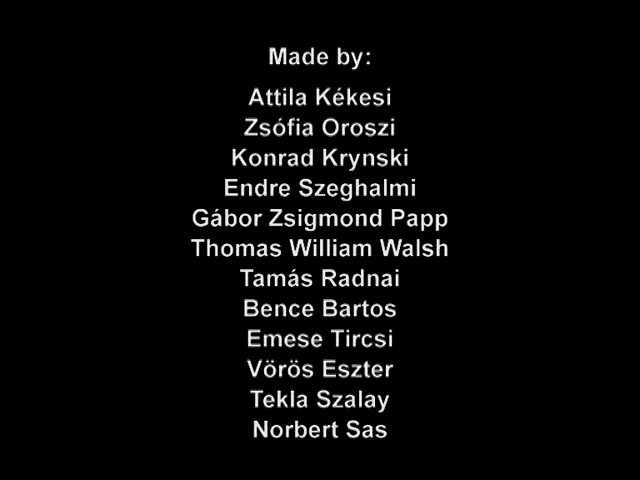 Made by:
Attila Kékesi
Zsófia Oroszi
Konrad Krynski
Endre Szeghalmi
Gábor Zsigmond Papp
Thomas William Walsh
Tamás Radnai
Bence Bartos
Emese Tircsi
Vörös Eszter
Tekla Szalay
Norbert Sas